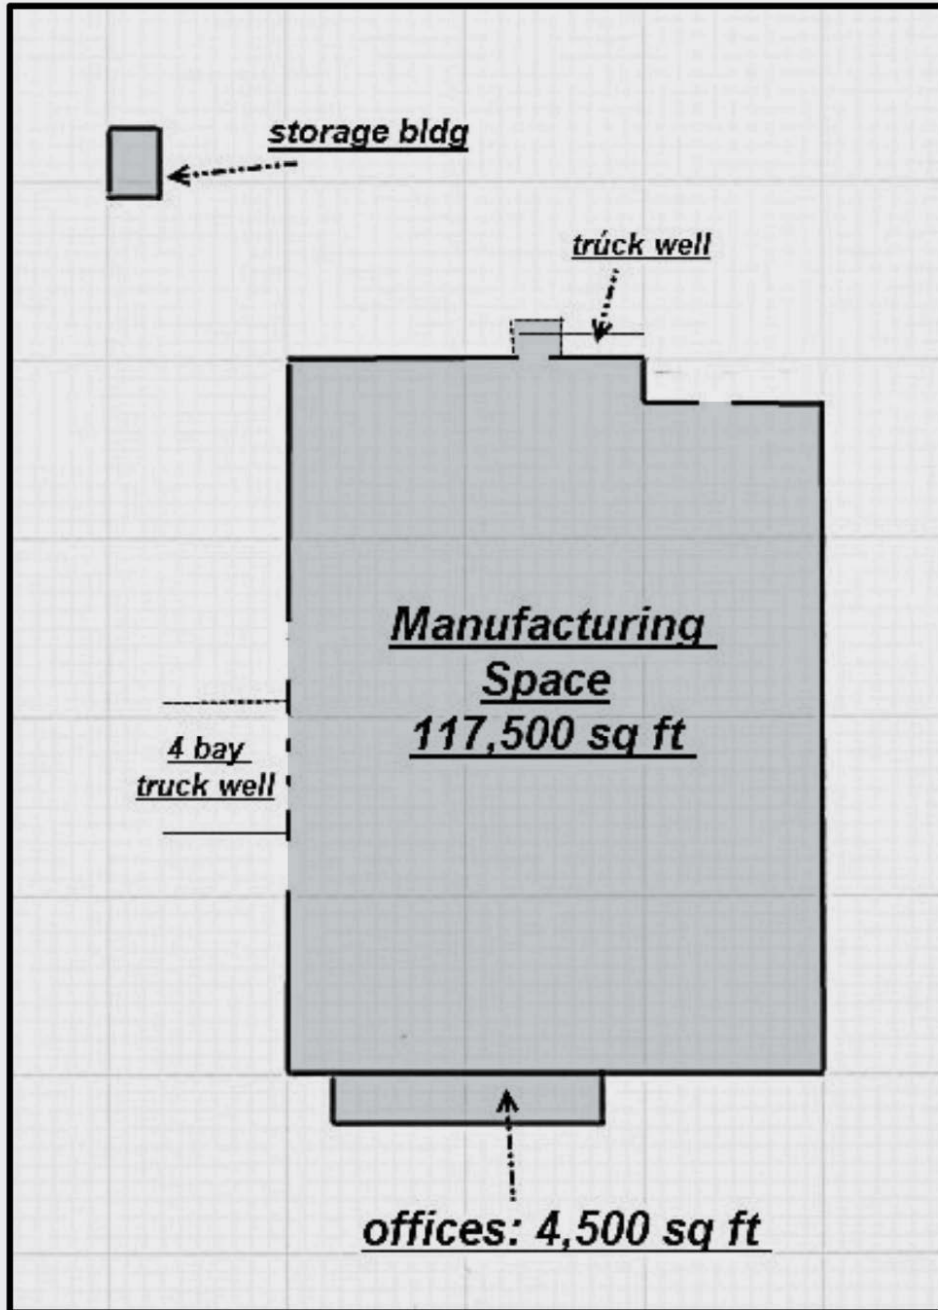 storage bldg
trúck well
Manufacturing
Space
117,500 sq ft
4 bay
truck well
offices: 4,500 sq ft